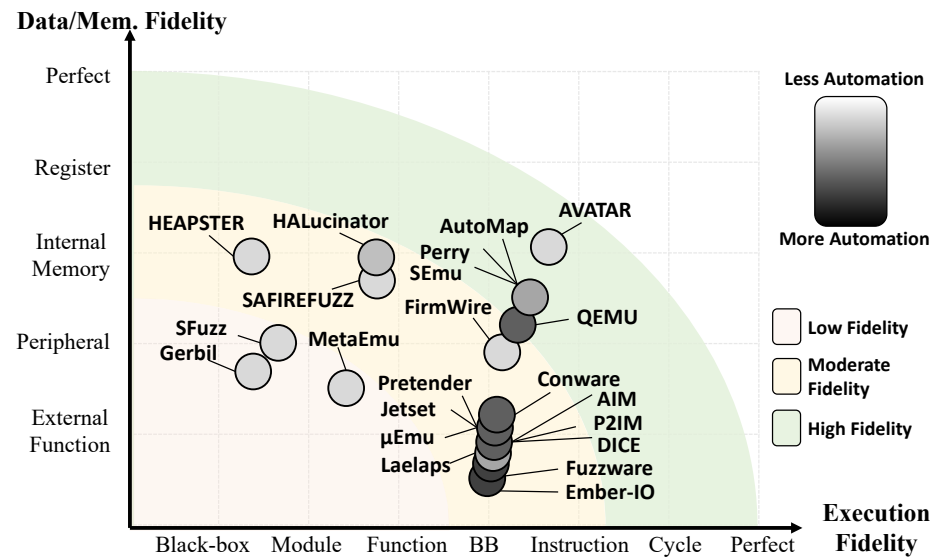 Data/Mem. Fidelity
Perfect
Register
Internal
Memory
Peripheral
External
Function
HEAPSTER
HALucinator
AVATAR
AutoMap
Perry
SEmu
SAFIREFUZZ
FirmWire
QEMU
SFuzz
Gerbil
MetaEmu
Pretender
Conware
Jetset
AIM
µEmu
P2IM
DICE
Laelaps
Fuzzware
Ember-IO
Less Automation
More Automation
Low Fidelity
Moderate
Fidelity
High Fidelity
Black-box
Module
Function
BB
Instruction
Cycle
Perfect
Execution
Fidelity